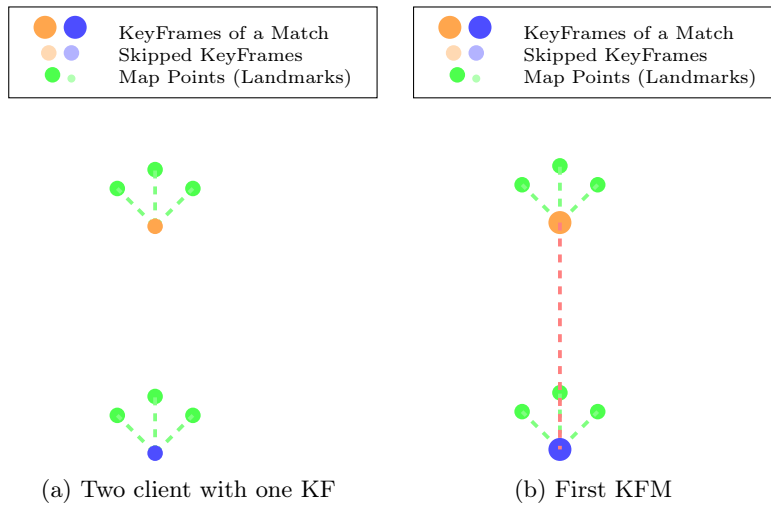 KeyFrames of a Match
Skipped KeyFrames
Map Points (Landmarks)
KeyFrames of a Match
Skipped KeyFrames
Map Points (Landmarks)
(a) Two client with one KF
(b) First KFM